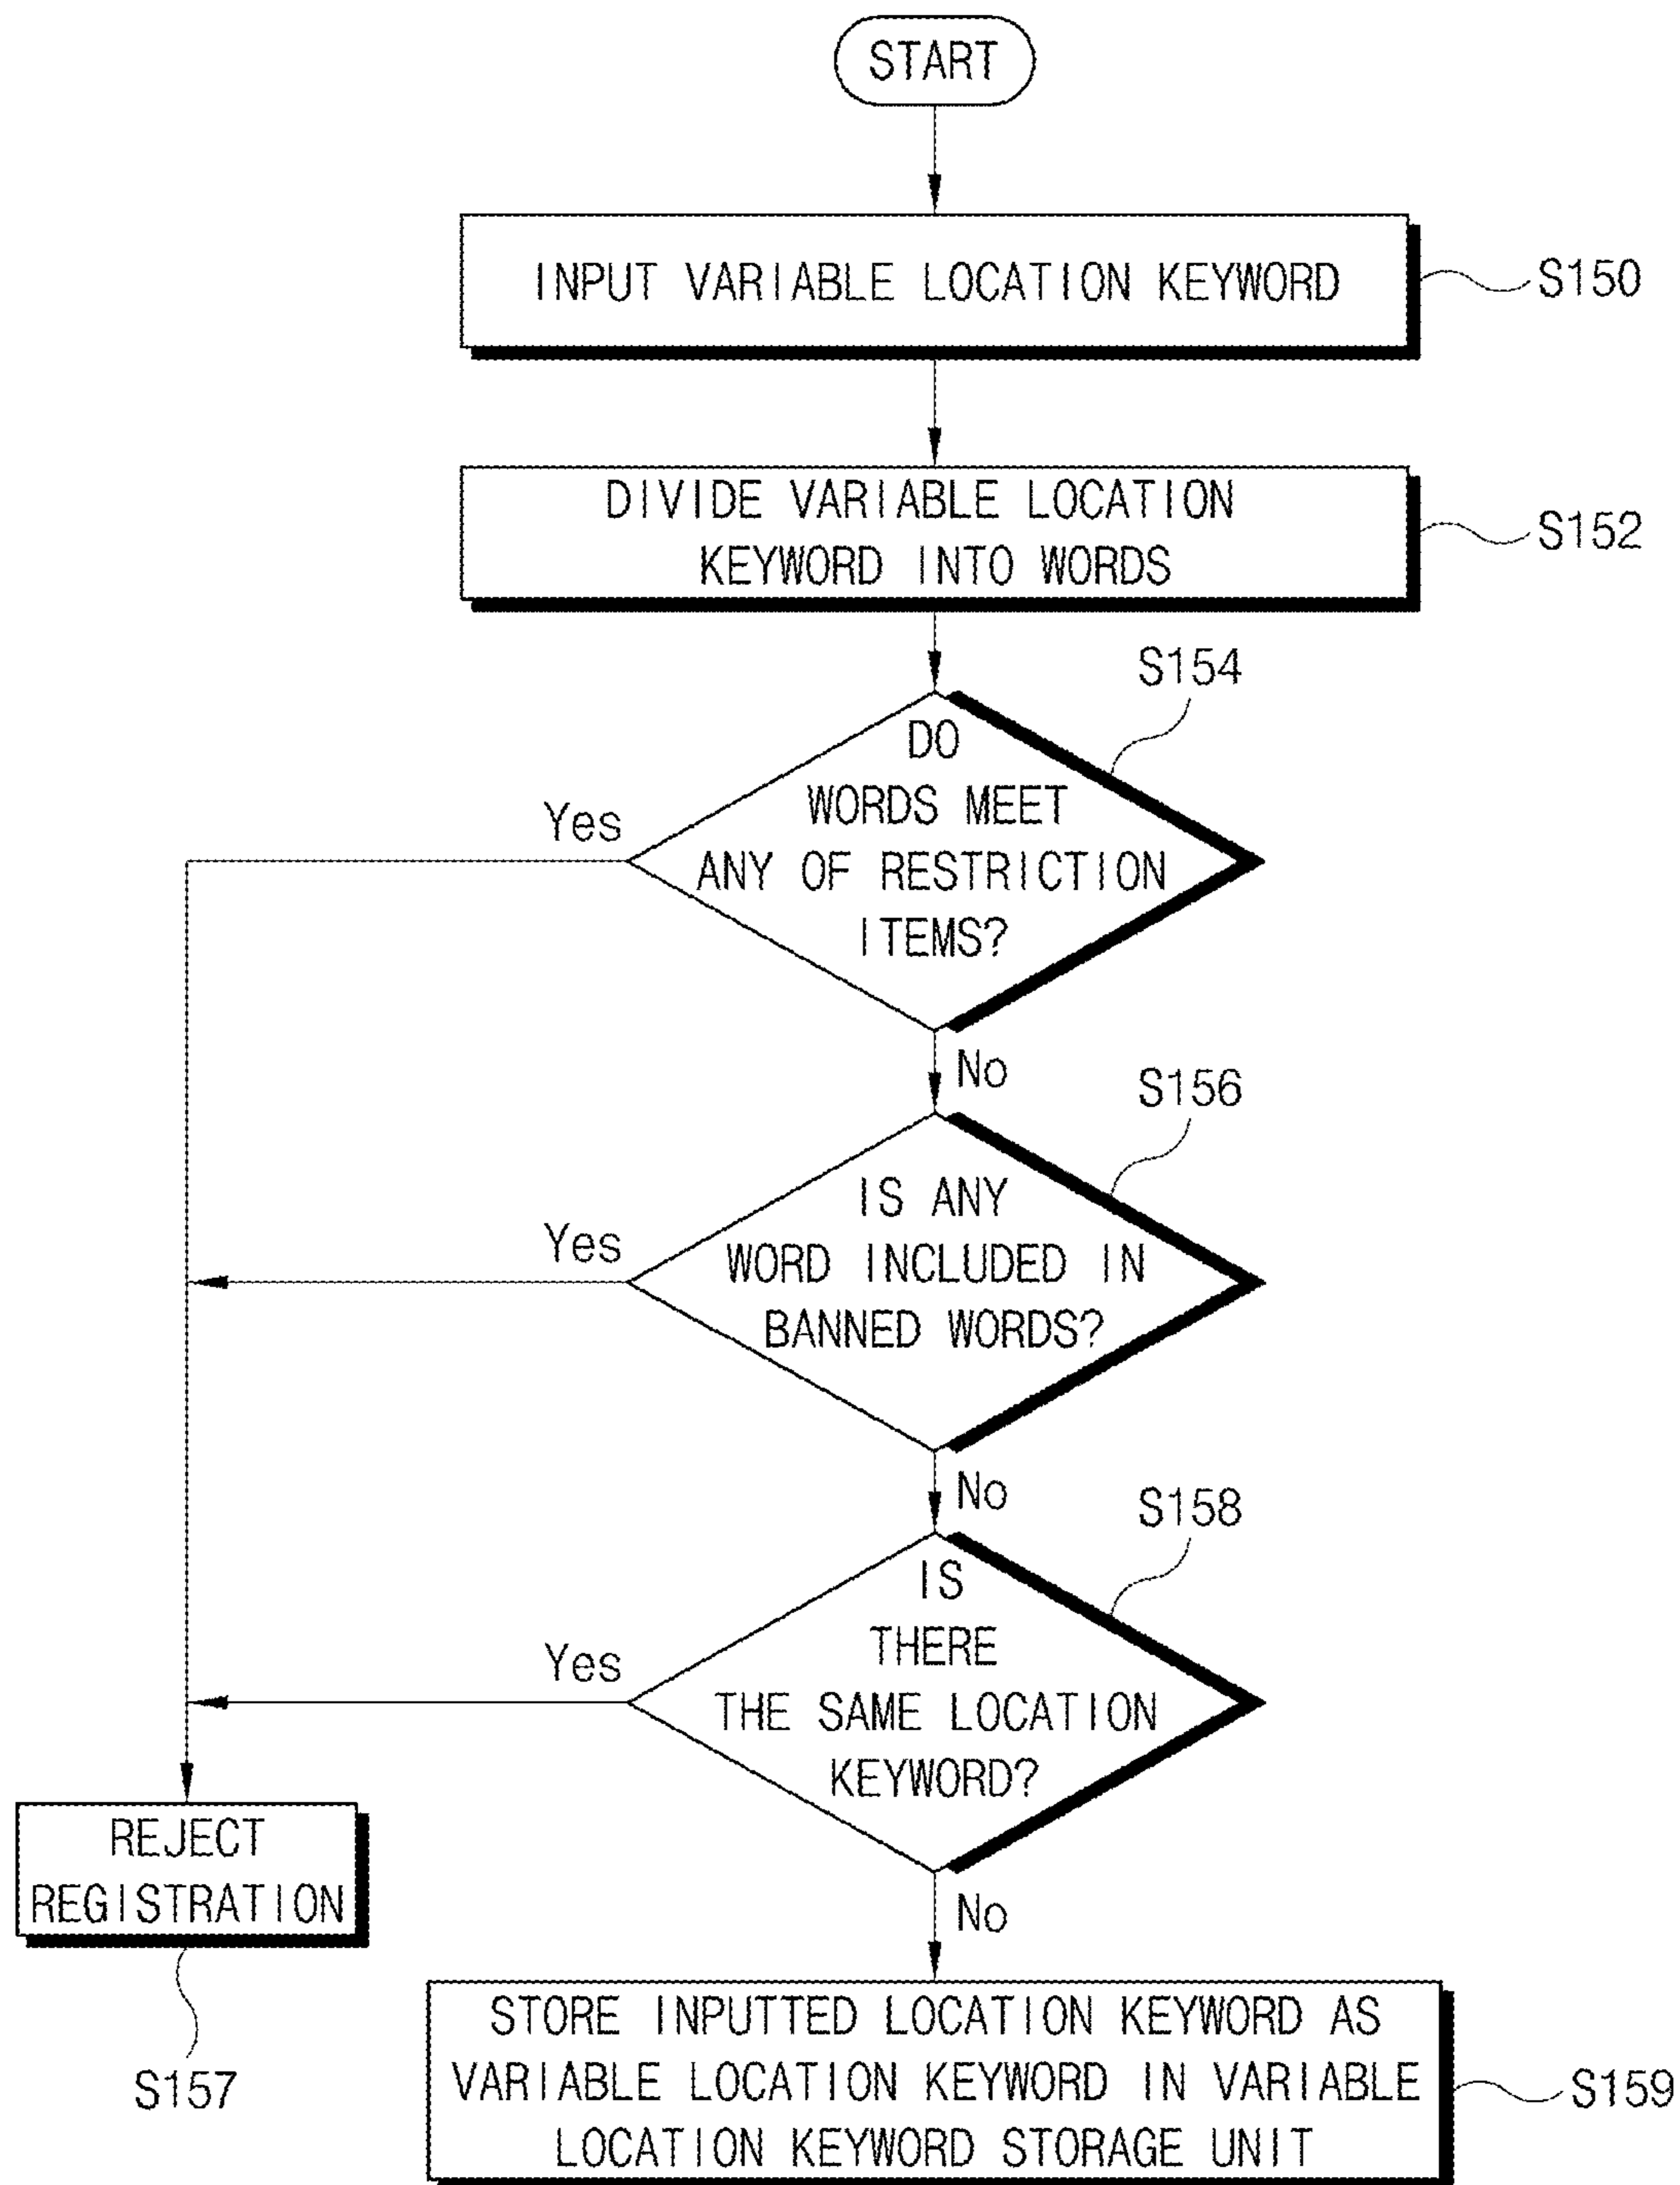 START
INPUT VARIABLE LOCATION KEYWORD
S150
DIVIDE VARIABLE LOCATION
KEYWORD INTO WORDS
S152
S154
DO
WORDS MEET
ANY OF RESTRICTION
ITEMS?
Yes
No
S156
IS ANY
WORD INCLUDED IN
BANNED WORDS?
Yes
No
S158
IS
THERE
THE SAME LOCATION
KEYWORD?
Yes
No
REJECT
REGISTRATION
S157
STORE INPUTTED LOCATION KEYWORD AS
VARIABLE LOCATION KEYWORD IN VARIABLE
LOCATION KEYWORD STORAGE UNIT
S159